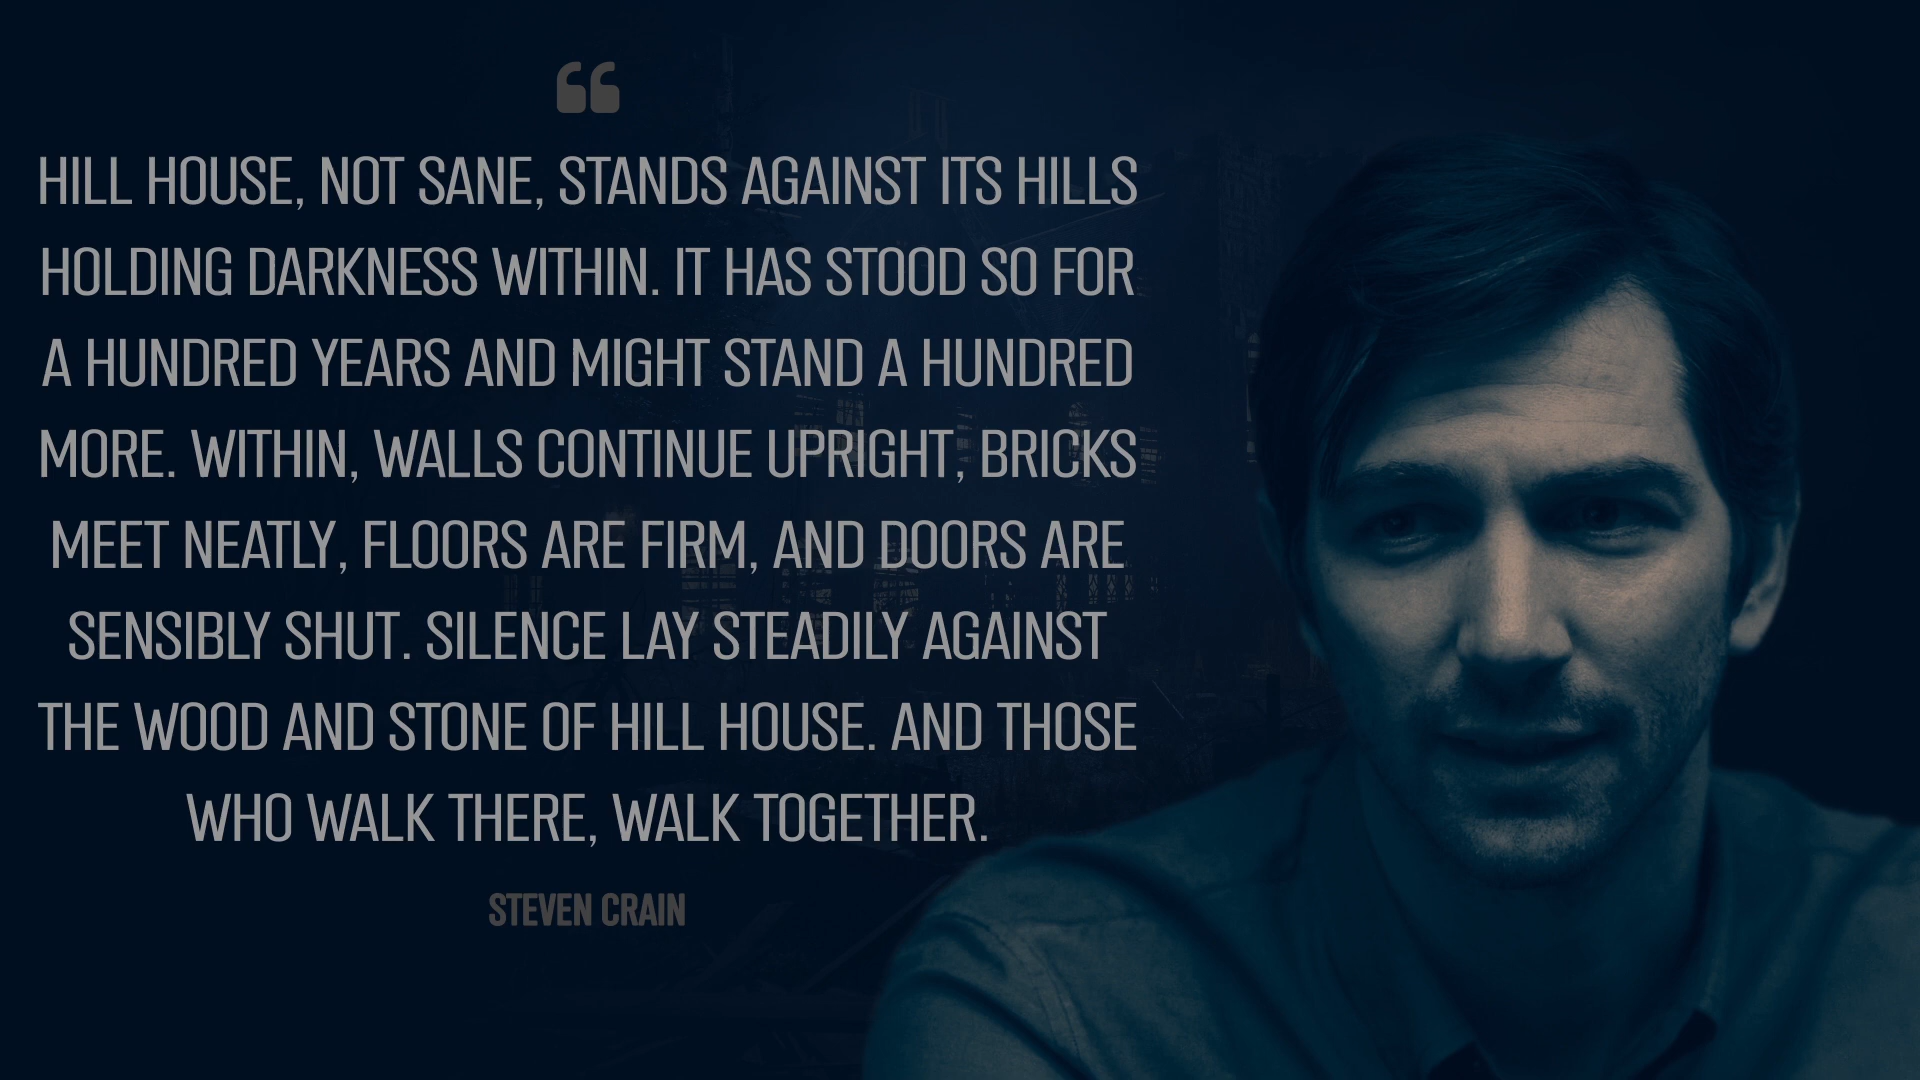 “
HILL HOUSE, NOT SANE, STANDS AGAINST ITS HILLS
HOLDING DARKNESS WITHIN. IT HAS STOOD SO FOR
A HUNDRED YEARS AND MIGHT STAND A HUNDRED
MORE. WITHIN, WALLS CONTINUE UPRIGHT, BRICKS
MEET NEATLY, FLOORS ARE FIRM, AND DOORS ARE
SENSIBLY SHUT. SILENCE LAY STEADILY AGAINST
THE WOOD AND STONE OF HILL HOUSE. AND THOSE
WHO WALK THERE, WALK TOGETHER.
STEVEN CRAIN